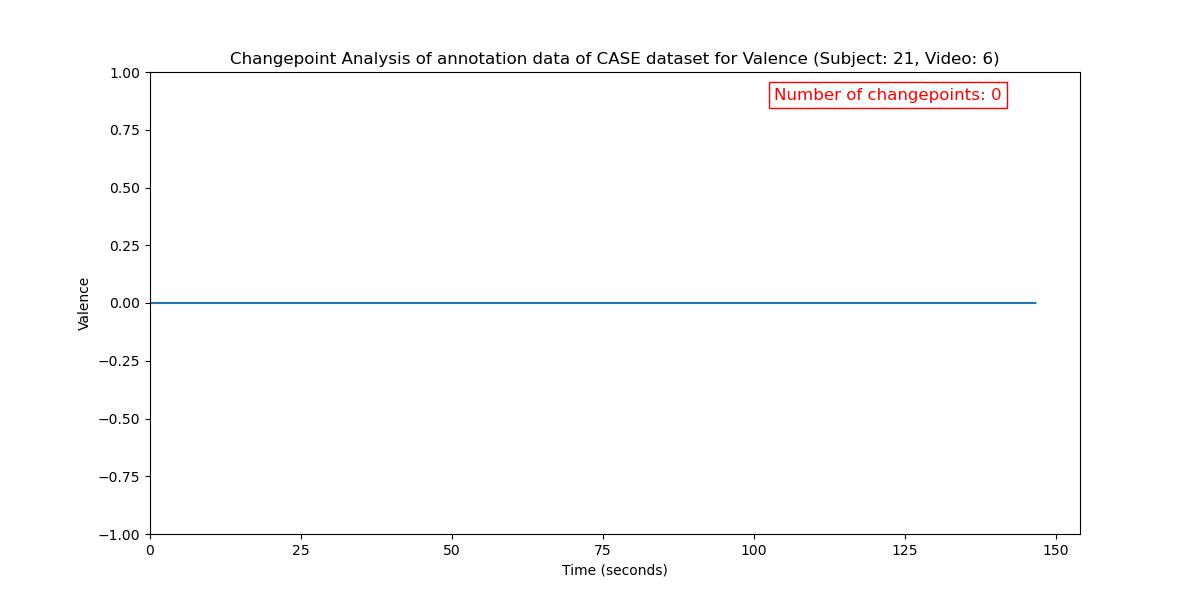 Changepoint Analysis of annotation data of CASE dataset for Valence (Subject: 21, Video: 6)
Number of changepoints: 0
1.00
0.75
0.50
0.25
0.00
−0.25
−0.50
−0.75
−1.00
Valence
0 25 50 75 100 125 150
Time (seconds)